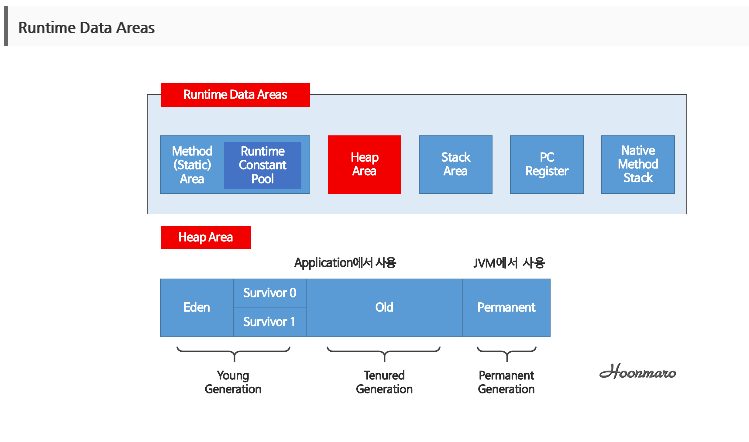 Runtime Data Areas
Runtime Data Areas
Method
(Static)
Area
Runtime
Constant
Pool
Heap
Area
Stack
Area
PC
Register
Native
Method
Stack
Heap Area
Application에서 사용
JVM에서 사용
Eden
Survivor 0
Survivor 1
Old
Permanent
Young
Generation
Tenured
Generation
Permanent
Generation
Hoonmaro